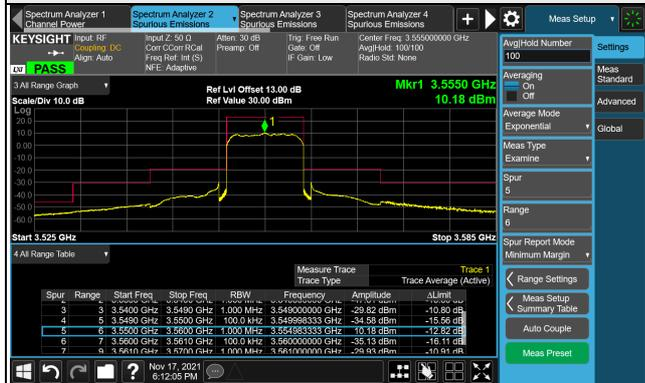 Spectrum Analyzer 1
Channel Power
Spectrum Analyzer 2
Spurious Emissions
Spectrum Analyzer 3
Spurious Emissions
Spectrum Analyzer 4
Spurious Emissions
Meas Setup
KEYSIGHT
Input: RF
Coupling: DC
Align: Auto
Input Z: 50 Ω
Corr CCorr RCal
Freq Ref: Int (S)
NFE: Adaptive
Atten: 30 dB
Preamp: Off
Trig: Free Run
Gate: Off
IF Gain: Low
Center Freq: 3.555000000 GHz
Avg|Hold: 100/100
Radio Std: None
LXI PASS
3 All Range Graph
Ref Lvl Offset 13.00 dB
Ref Value 30.00 dBm
Mkr1 3.5550 GHz
10.18 dBm
Scale/Div 10.0 dB
Log
20.0
10.0
0.00
-10.0
-20.0
-30.0
-40.0
-50.0
-60.0
1
Start 3.525 GHz
Stop 3.585 GHz
4 All Range Table
Measure Trace Trace 1
Trace Type Trace Average (Active)
Spur Range Start Freq Stop Freq RBW Frequency Amplitude ΔLimit
3 3 3.5400 GHz 3.5490 GHz 1.000 MHz 3.549000000 GHz -29.82 dBm -10.80 dB
4 5 3.5490 GHz 3.5500 GHz 100.0 kHz 3.549998333 GHz -34.58 dBm -15.56 dB
5 6 3.5500 GHz 3.5600 GHz 1.000 MHz 3.554983333 GHz 10.18 dBm -12.82 dB
6 7 3.5600 GHz 3.5610 GHz 100.0 kHz 3.560000000 GHz -35.13 dBm -16.11 dB
7 9 3.5610 GHz 3.5700 GHz 1.000 MHz 3.561000000 GHz -29.93 dBm -10.91 dB
Nov 17, 2021
6:12:05 PM
Avg|Hold Number
100
Averaging
On
Off
Average Mode
Exponential
Meas Type
Examine
Spur
5
Range
6
Spur Report Mode
Minimum Margin
Range Settings
Meas Setup
Summary Table
Auto Couple
Meas Preset
Settings
Meas
Standard
Advanced
Global